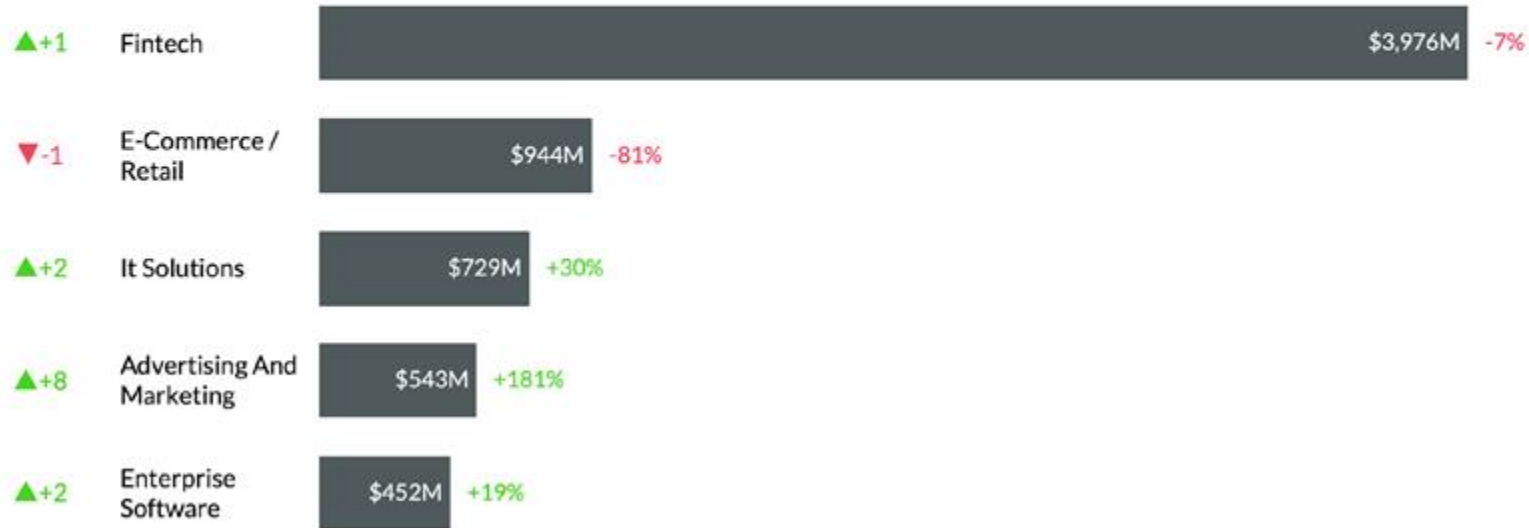 ▲+1 Fintech $3,976M -7%
▼-1 E-Commerce /
Retail $944M -81%
▲+2 It Solutions $729M +30%
▲+8 Advertising And
Marketing $543M +181%
▲+2 Enterprise
Software $452M +19%